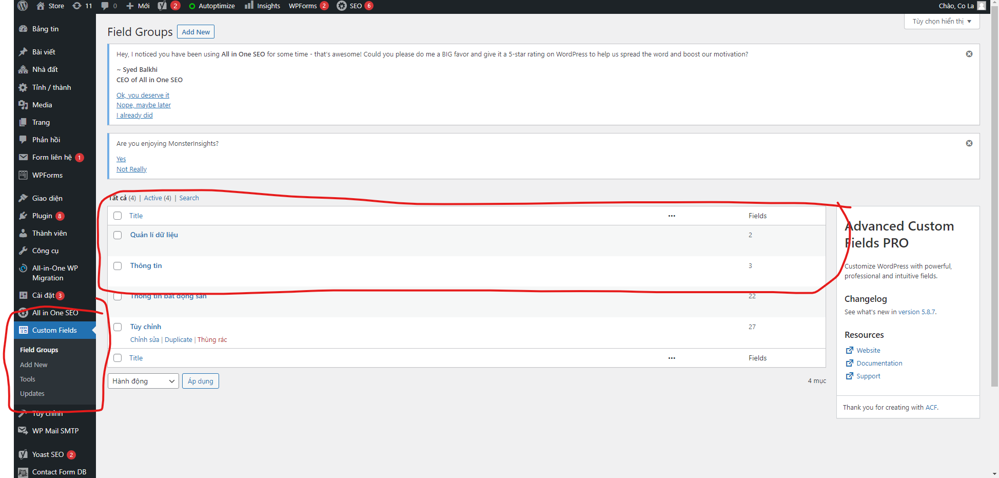 Store 11 0 Mới 2 Autoptimize Insights WPForms 2 SEO 6 Chào, Co La
Tùy chọn hiển thị
Bảng tin
Bài viết
Nhà đất
Tỉnh / thành
Media
Trang
Phản hồi
Form liên hệ 1
WPForms
Giao diện
Plugin 8
Thành viên
Công cụ
All-in-One WP
Migration
Cài đặt 3
All in One SEO
Custom Fields
Field Groups
Add New
Tools
Updates
Tùy chỉnh
WP Mail SMTP
Yoast SEO 2
Contact Form DB
Field Groups Add New
Hey, I noticed you have been using All in One SEO for some time - that's awesome! Could you please do me a BIG favor and give it a 5-star rating on WordPress to help us spread the word and boost our motivation?
~ Syed Balkhi
CEO of All in One SEO
Ok, you deserve it
Nope, maybe later
I already did
Are you enjoying MonsterInsights?
Yes
Not Really
Tất cả (4) | Active (4) | Search
Title ••• Fields
Quản lí dữ liệu 2
Thông tin 3
Thông tin bất động sản 22
Tùy chỉnh 27
Chỉnh sửa | Duplicate | Thùng rác
Title ••• Fields
Hành động Áp dụng 4 mục
Advanced Custom
Fields PRO
Customize WordPress with powerful,
professional and intuitive fields.
Changelog
See what's new in version 5.8.7.
Resources
Website
Documentation
Support
Thank you for creating with ACF.